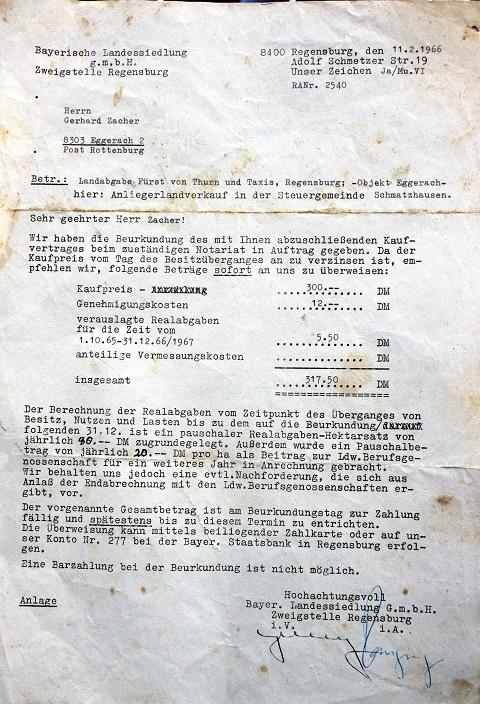 Bayerische Landessiedlung
g.m.b.H.
Zweigstelle Regensburg
8400 Regensburg, den 11.2.1966
Adolf Schmetzer Str.19
Unser Zeichen Ja/Mu.VI
RANr. 2540
Herrn
Gerhard Zacher
8303 Eggerach 2
Post Rottenburg
Betr.: Landabgabe Fürst von Thurn und Taxis, Regensburg; -Objekt Eggerach-
hier: Anliegerlandverkauf in der Steuergemeinde Schmatzhausen.
Sehr geehrter Herr Zacher!
Wir haben die Beurkundung des mit Ihnen abzuschließenden Kauf-
vertrages beim zuständigen Notariat in Auftrag gegeben. Da der
Kaufpreis vom Tag des Besitzüberganges an zu verzinsen ist, em-
pfehlen wir, folgende Beträge sofort an uns zu überweisen:
Kaufpreis - 300.-- DM
Genehmigungskosten 12.-- DM
verauslagte Realabgaben
für die Zeit vom
1.10.65-31.12.66/1967 5.50 DM
anteilige Vermessungskosten DM
insgesamt 317.50 DM
Der Berechnung der Realabgaben vom Zeitpunkt des Überganges von
Besitz, Nutzen und Lasten bis zu dem auf die Beurkundung/
folgenden 31.12. ist ein pauschaler Realabgaben-Hektarsatz von
jährlich 80.-- DM zugrundegelegt. Außerdem wurde ein Pauschalbe-
trag von jährlich 20.-- DM pro ha als Beitrag zur Ldw.Berufsge-
nossenschaft für ein weiteres Jahr in Anrechnung gebracht.
Wir behalten uns jedoch eine evtl.Nachforderung, die sich aus
Anlaß der Endabrechnung mit den Ldw.Berufsgenossenschaften er-
gibt, vor.
Der vorgenannte Gesamtbetrag ist am Beurkundungstag zur Zahlung
fällig und spätestens bis zu diesem Termin zu entrichten.
Die Überweisung kann mittels beiliegender Zahlkarte oder auf un-
ser Konto Nr. 277 bei der Bayer. Staatsbank in Regensburg erfol-
gen.
Eine Barzahlung bei der Beurkundung ist nicht möglich.
Hochachtungsvoll
Anlage
Bayer. Landessiedlung G.m.b.H.
Zweigstelle Regensburg
i.V. i.A.